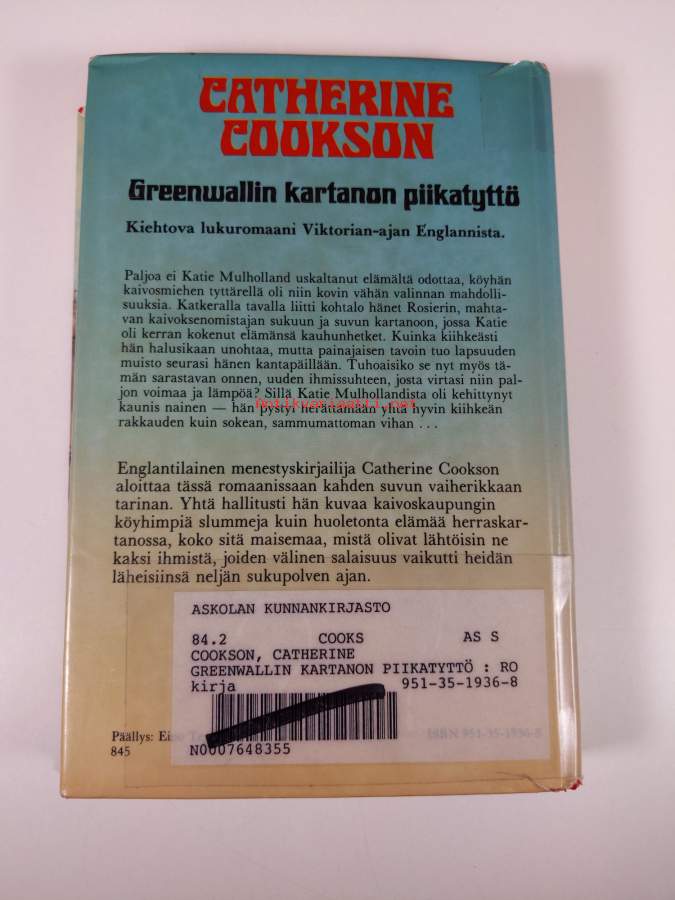 CATHERINE
COOKSON
Greenwallin kartanon piikatyttö
Kiehtova lukuromaani Viktorian-ajan Englannista.
Paljoa ei Katie Mulholland uskaltanut elämältä odottaa, köyhän
kaivosmiehen tyttärellä oli niin kovin vähän valinnan mahdolli-
suuksia. Katkeralla tavalla liitti kohtalo hänet Rosierin, mahta-
van kaivoksenomistajan sukuun ja suvun kartanoon, jossa Katie
oli kerran kokenut elämänsä kauhunhetket. Kuinka kiihkeästi
hän halusikaan unohtaa, mutta painajaisen tavoin tuo lapsuuden
muisto seurasi hänen kantapäillään. Tuhoaisiko se nyt myös tä-
män sarastavan onnen, uuden ihmissuhteen, josta virtasi niin pal-
jon voimaa ja lämpöä? Sillä Katie Mulhollandista oli kehittynyt
kaunis nainen — hän pystyi herättämään yhtä hyvin kiihkeän
Antikvariaatti.net
rakkauden kuin sokean, sammumattoman vihan . . .
Englantilainen menestyskirjailija Catherine Cookson
aloittaa tässä romaanissaan kahden suvun vaiherikkaan
tarinan. Yhtä hallitusti hän kuvaa kaivoskaupungin
köyhimpiä slummeja kuin huoletonta elämää herraskar-
tanossa, koko sitä maisemaa, mistä olivat lähtöisin ne
kaksi ihmistä, joiden välinen salaisuus vaikutti heidän
läheisiinsä neljän sukupolven ajan.
ASKOLAN KUNNANKIRJASTO
84.2 COOKS AS S
COOKSON, CATHERINE
GREENWALLIN KARTANON PIIKATYTTÖ : RO
kirja 951-35-1936-8
N0007648355
Päällys: ISBN 951-35-1936-8
845